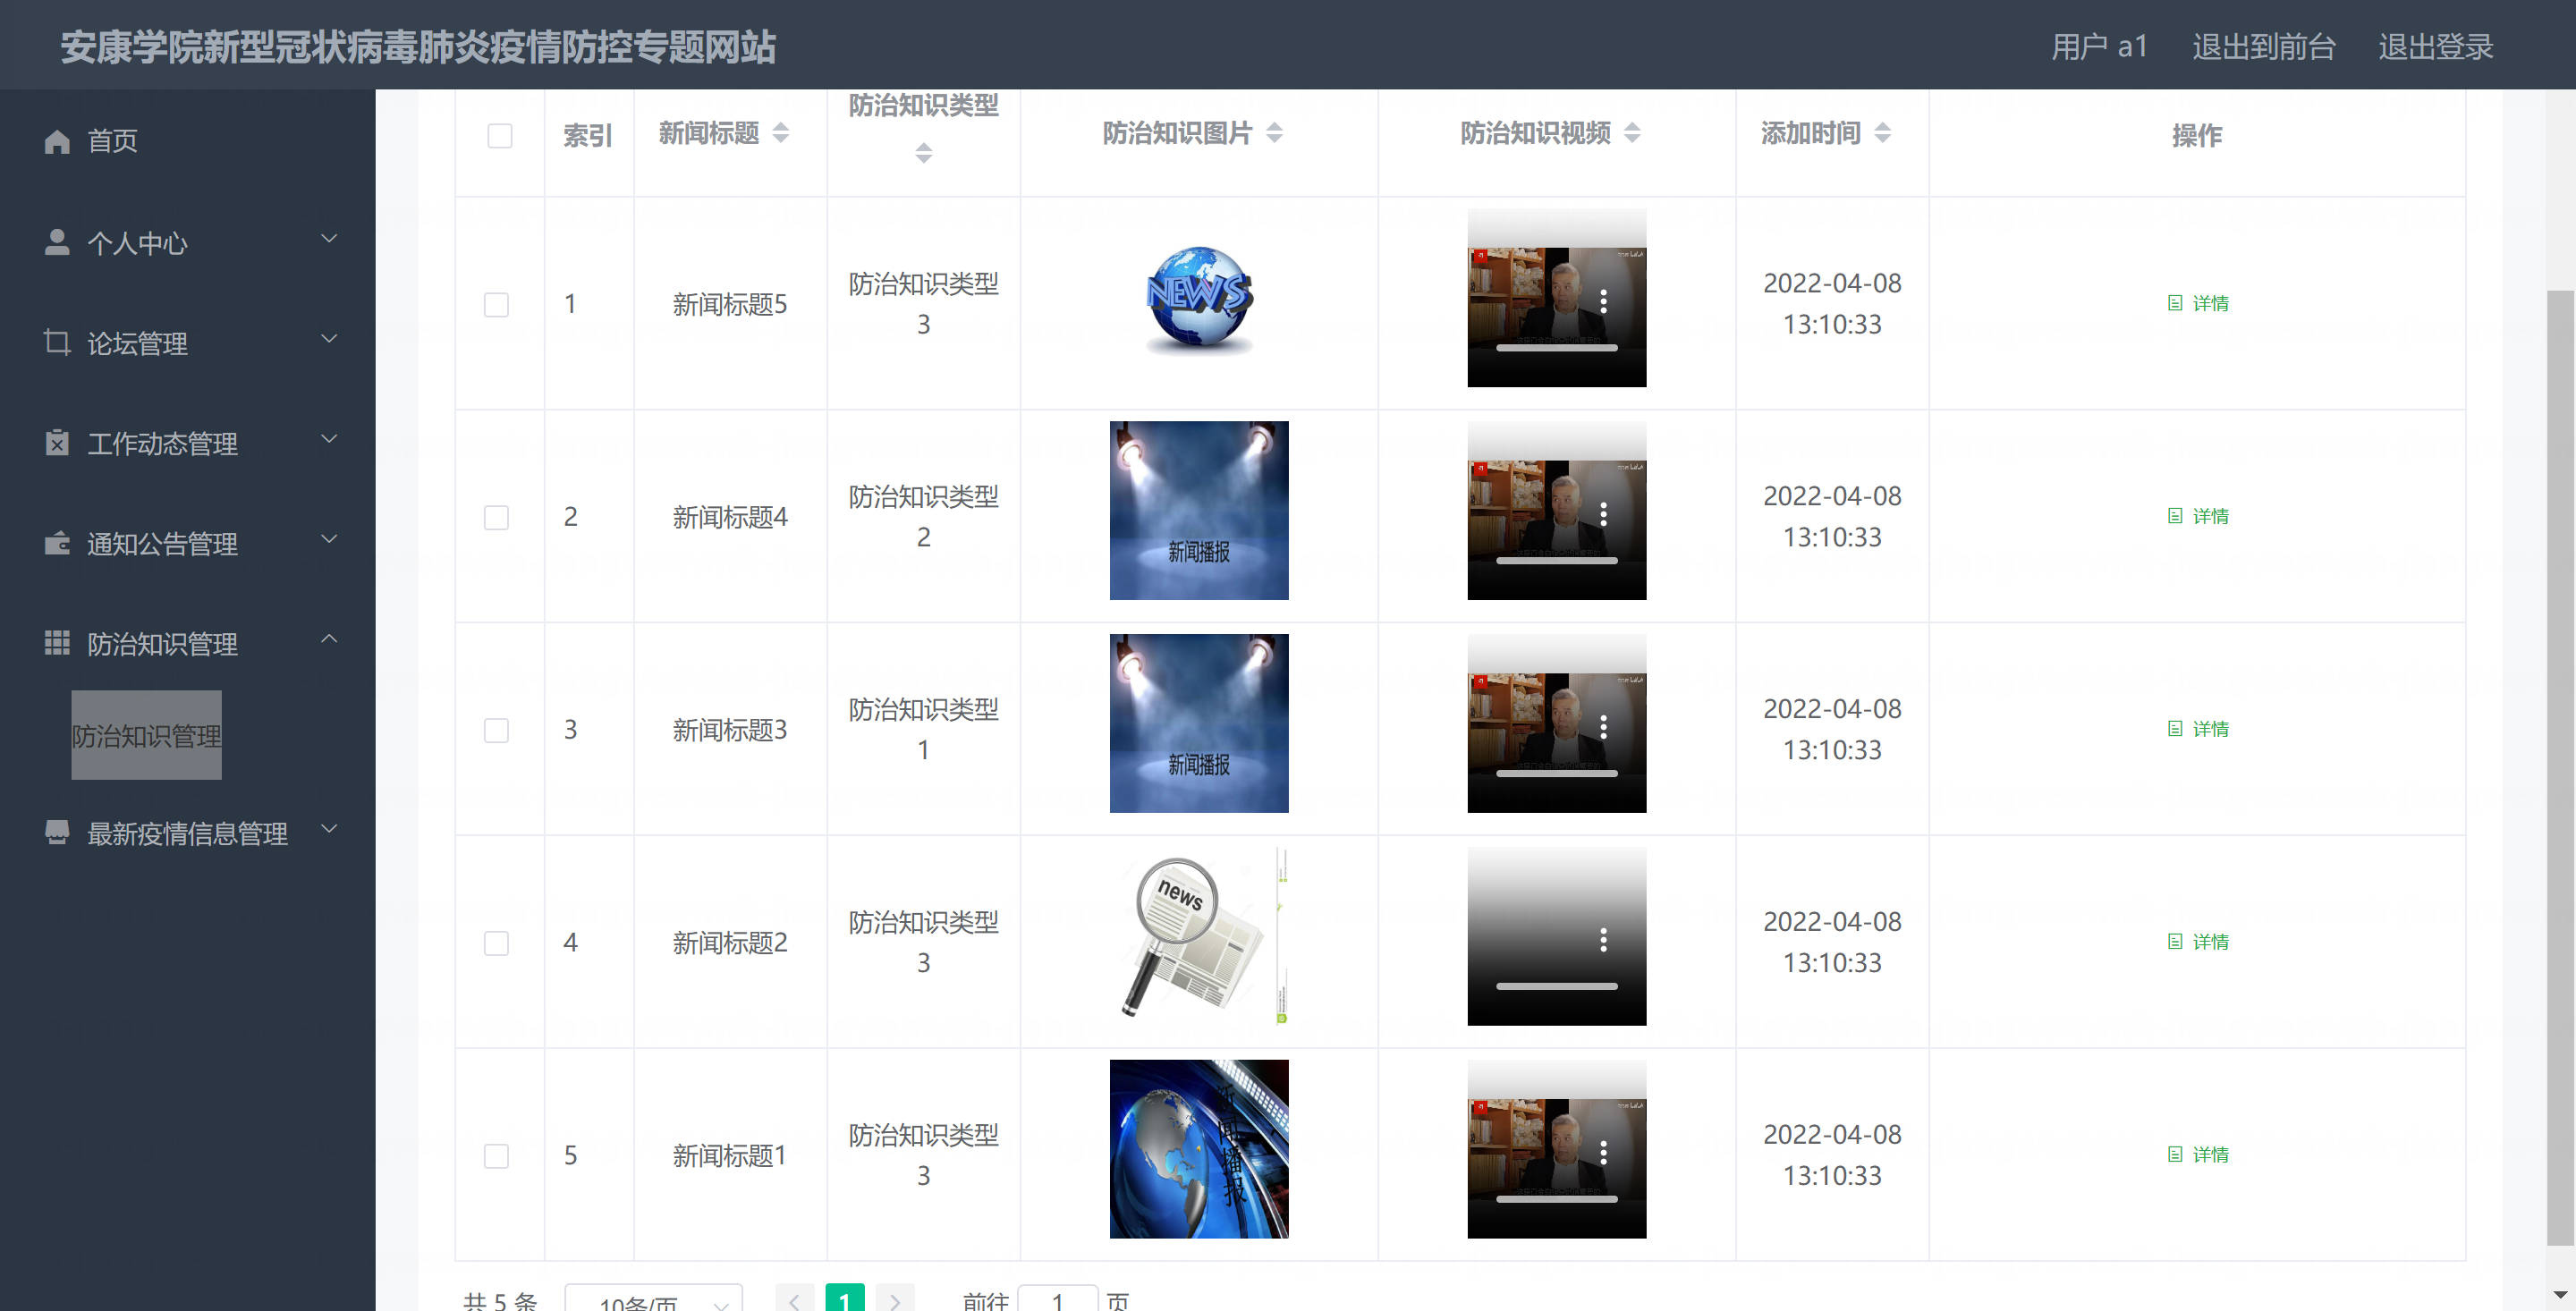 安康学院新型冠状病毒肺炎疫情防控专题网站
用户 a1 退出到前台 退出登录
首页
个人中心
论坛管理
工作动态管理
通知公告管理
防治知识管理
防治知识管理
最新疫情信息管理
索引 新闻标题 防治知识类型 防治知识图片 防治知识视频 添加时间 操作
1 新闻标题5 防治知识类型
3
NEWS
2022-04-08
13:10:33
详情
2 新闻标题4 防治知识类型
2
新闻播报
2022-04-08
13:10:33
详情
3 新闻标题3 防治知识类型
1
新闻播报
2022-04-08
13:10:33
详情
4 新闻标题2 防治知识类型
3
news
2022-04-08
13:10:33
详情
5 新闻标题1 防治知识类型
3
新闻播报
2022-04-08
13:10:33
详情
共 5 条 10条/页 1 前往 1 页